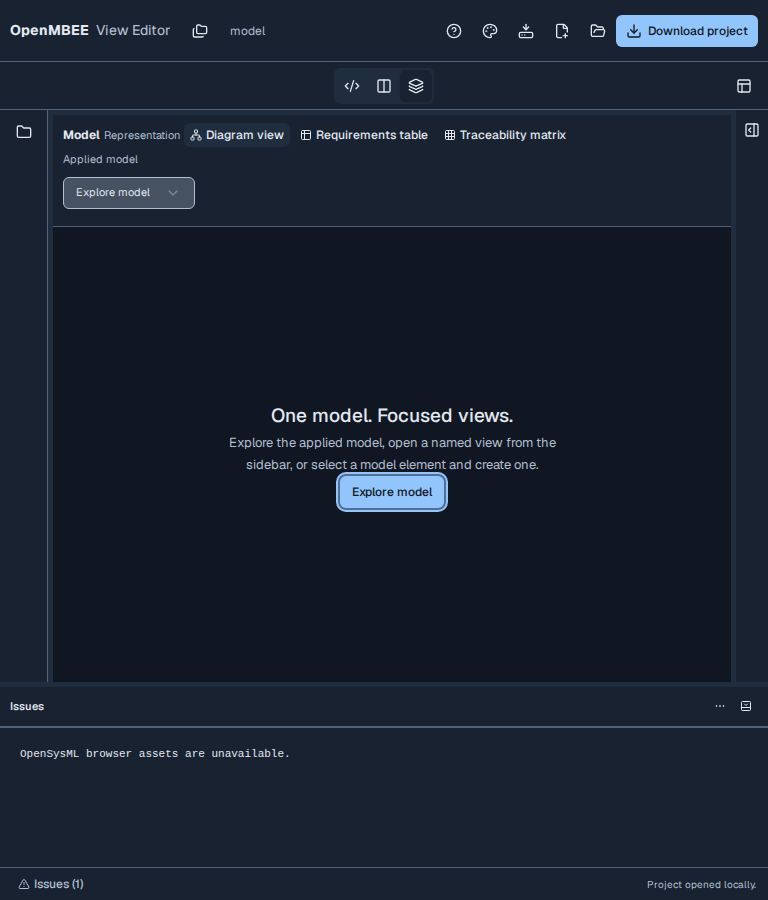 OpenMBEE View Editor
model
Download project
Model Representation Diagram view Requirements table Traceability matrix
Applied model
Explore model
One model. Focused views.
Explore the applied model, open a named view from the
sidebar, or select a model element and create one.
Explore model
Issues
OpenSysML browser assets are unavailable.
Issues (1)
Project opened locally.